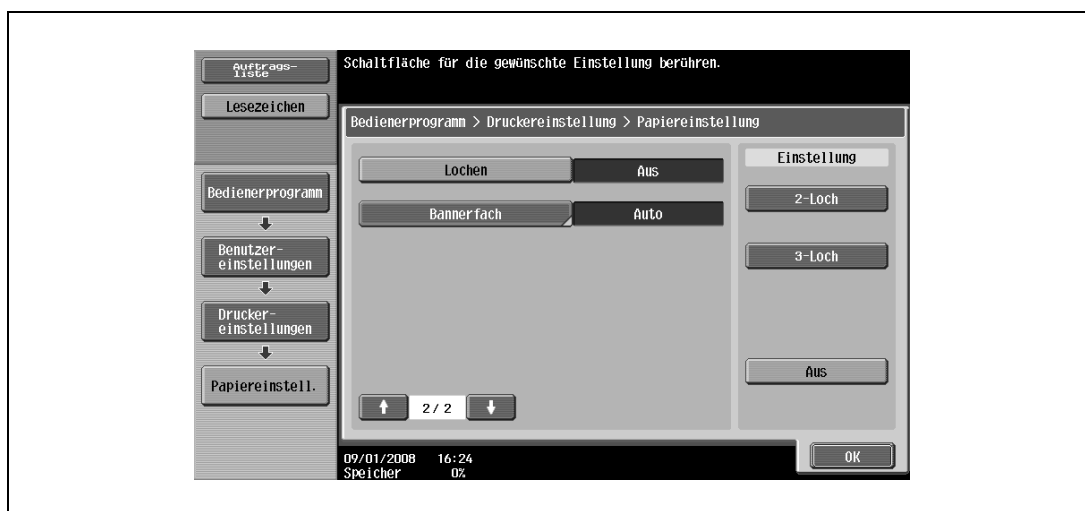 Auftrags-
liste
Lesezeichen
Bedienerprogramm
Benutzer-
einstellungen
Drucker-
einstellungen
Papiereinstell.
Schaltfläche für die gewünschte Einstellung berühren.
Bedienerprogramm > Druckereinstellung > Papiereinstellung
Lochen Aus
Bannerfach Auto
2/2
Einstellung
2-Loch
3-Loch
Aus
09/01/2008 16:24
Speicher 0%
OK